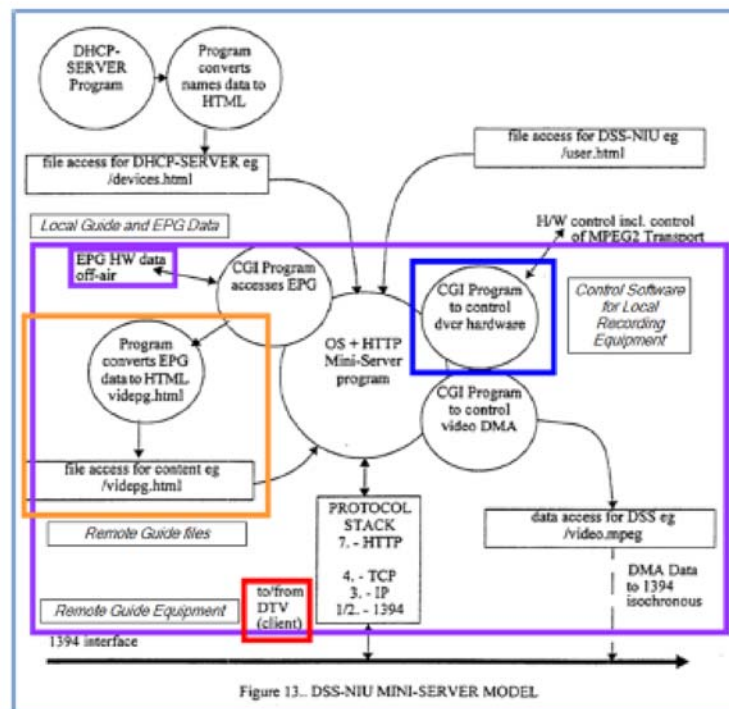 DHCP-
SERVER
Program
Program
converts
names data to
HTML
file access for DHCP-SERVER eg
/devices.html
file access for DSS-NIU eg
/user.html
Local Guide and EPG Data
H/W control incl. control
of MPEG2 Transport
EPG HW data
off-air
CGI Program
accesses EPG
CGI Program
to control
dvcr hardware
Control Software
for Local
Recording
Equipment
Program
converts EPG
data to HTML
videpg.html
OS + HTTP
Mini-Server
program
CGI Program
to control
video DMA
file access for content eg
/videpg.html
Remote Guide files
PROTOCOL
STACK
7. - HTTP
4. - TCP
3. - IP
1/2. - 1394
data access for DSS eg
/video.mpeg
DMA Data
to 1394
isochronous
Remote Guide Equipment
to/from
DTV
(client)
1394 interface
Figure 13.. DSS-NIU MINI-SERVER MODEL